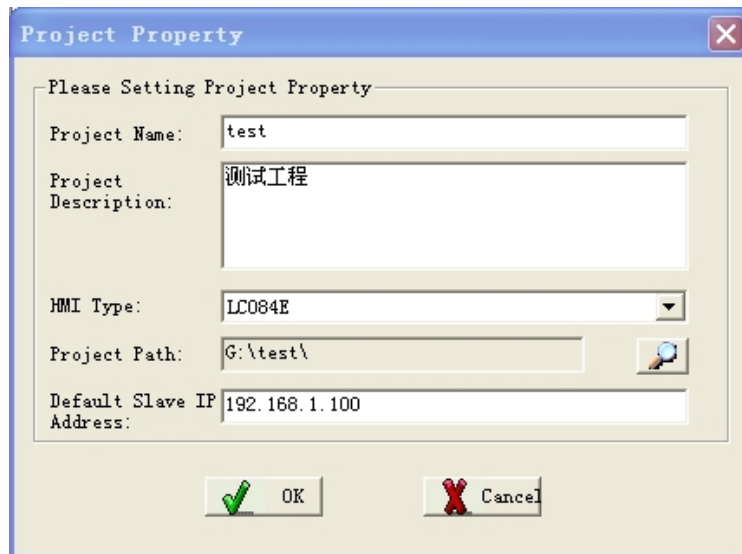 Project Property
Please Setting Project Property
Project Name:
test
Project
Description:
测试工程
HMI Type:
LC084E
Project Path:
G:\test\
Default Slave IP
Address:
192.168.1.100
OK
Cancel